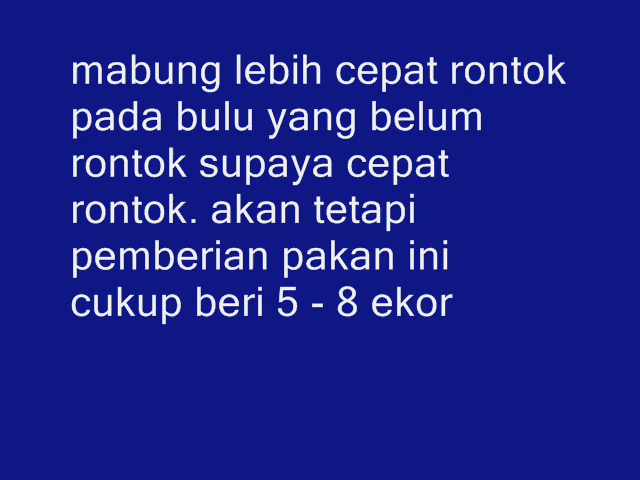 mabung lebih cepat rontok
pada bulu yang belum
rontok supaya cepat
rontok. akan tetapi
pemberian pakan ini
cukup beri 5 - 8 ekor